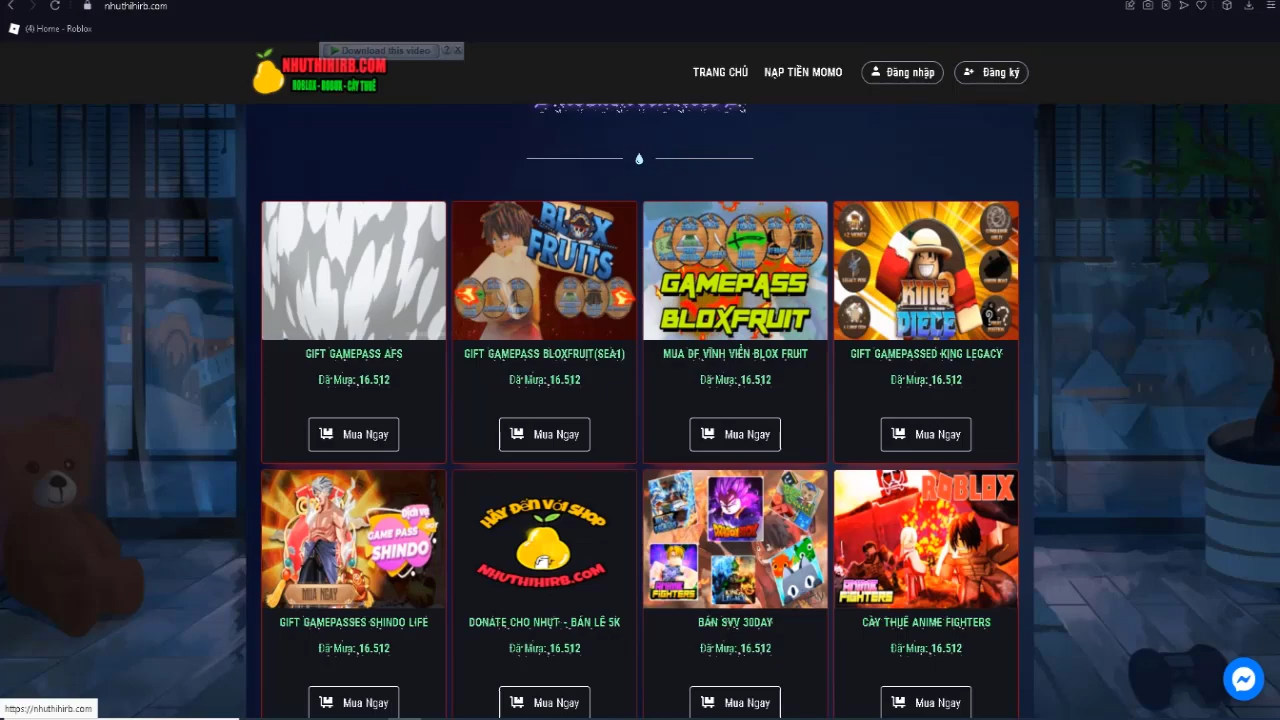 nhuthihirb.com
(4) Home - Roblox
Download this video ? X
NHUTHIHIRB.COM
ROBLOX - ROBUX - CÀY THUÊ
TRANG CHỦ NẠP TIỀN MOMO Đăng nhập Đăng ký
BLOX FRUITS
GAMEPASS
BLOXFRUIT
KING
PIECE
GIFT GAMEPASS AFS GIFT GAMEPASS BLOXFRUIT(SEA1) MUA DF VĨNH VIỄN BLOX FRUIT GIFT GAMEPASSED KING LEGACY
Đã Mua: 16.512 Đã Mua: 16.512 Đã Mua: 16.512 Đã Mua: 16.512
Mua Ngay Mua Ngay Mua Ngay Mua Ngay
Dịch vụ
GAME PASS
SHINDO
MUA NGAY
HÃY ĐẾN VỚI SHOP
NHUTHIHIRB.COM
ANIME FIGHTERS
ROBLOX
ANIME FIGHTERS
GIFT GAMEPASSES SHINDO LIFE DONATE CHO NHỰT - BÁN LẺ 5K BÁN SVV 30DAY CÀY THUÊ ANIME FIGHTERS
Đã Mua: 16.512 Đã Mua: 16.512 Đã Mua: 16.512 Đã Mua: 16.512
Mua Ngay Mua Ngay Mua Ngay Mua Ngay
https://nhuthihirb.com